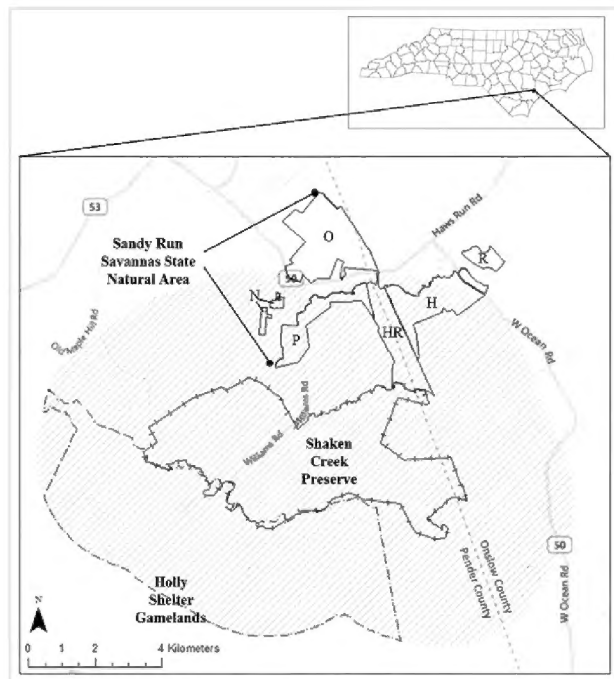 53
Haws Run Rd
Sandy Run
Savannas State
Natural Area
O
R
N
H
P
HR
Old Maple Hill Rd
W Ocean Rd
Williams Rd
Williams Rd
Shaken
Creek
Preserve
50
Onslow County
Pender County
Holly
Shelter
Gamelands
W Ocean Rd
N
0 1 2 4 Kilometers